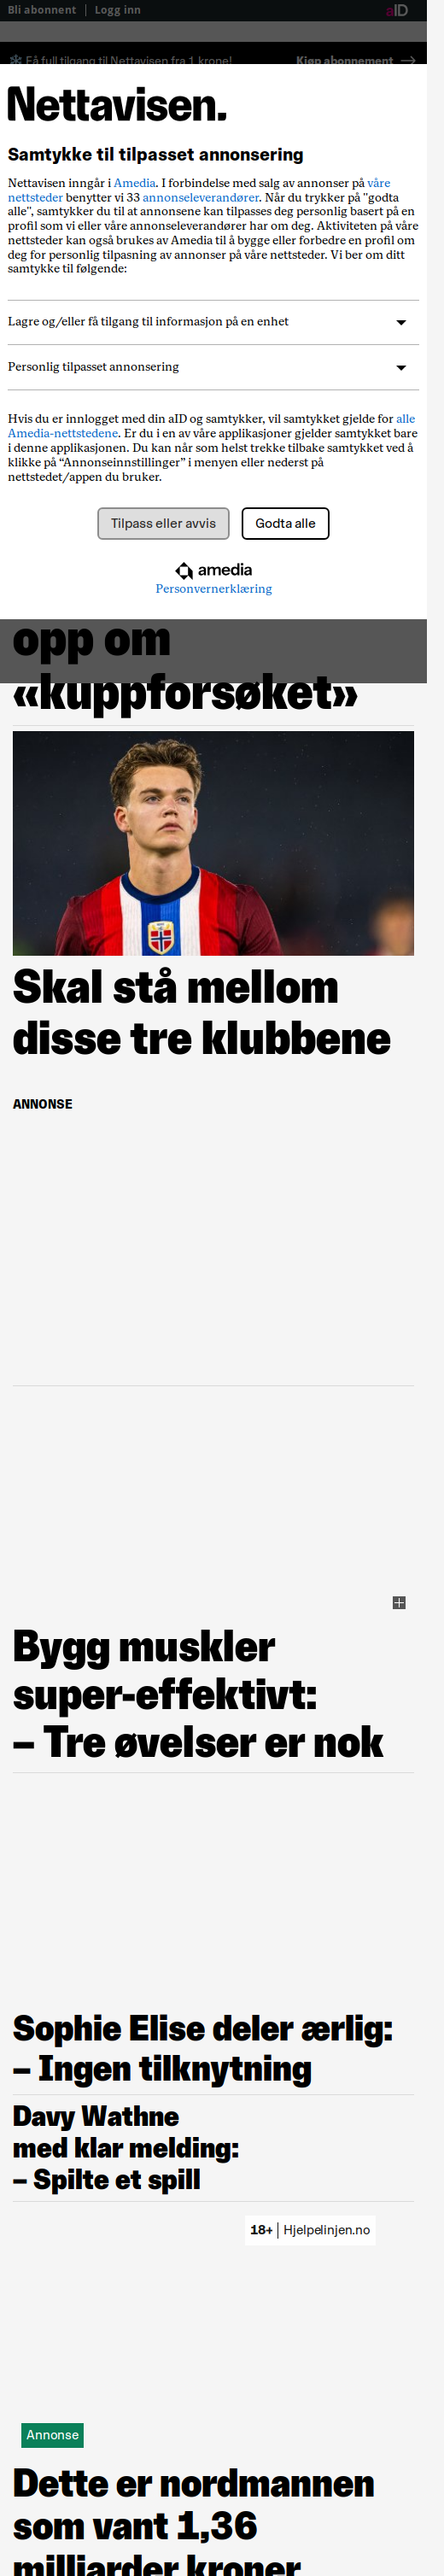 Bli abonnent | Logg inn
aID
Få full tilgang til Nettavisen fra 1 krone!
Kjøp abonnement →
Nettavisen.
Samtykke til tilpasset annonsering
Nettavisen inngår i Amedia. I forbindelse med salg av annonser på våre
nettsteder benytter vi 33 annonseleverandører. Når du trykker på "godta
alle", samtykker du til at annonsene kan tilpasses deg personlig basert på en
profil som vi eller våre annonseleverandører har om deg. Aktiviteten på våre
nettsteder kan også brukes av Amedia til å bygge eller forbedre en profil om
deg for personlig tilpasning av annonser på våre nettsteder. Vi ber om ditt
samtykke til følgende:
Lagre og/eller få tilgang til informasjon på en enhet
Personlig tilpasset annonsering
Hvis du er innlogget med din aID og samtykker, vil samtykket gjelde for alle
Amedia-nettstedene. Er du i en av våre applikasjoner gjelder samtykket bare
i denne applikasjonen. Du kan når som helst trekke tilbake samtykket ved å
klikke på “Annonseinnstillinger” i menyen eller nederst på
nettstedet/appen du bruker.
Tilpass eller avvis
Godta alle
amedia
Personvernerklæring
opp om
«kuppforsøket»
NORGE
Skal stå mellom
disse tre klubbene
ANNONSE
Bygg muskler
super-effektivt:
– Tre øvelser er nok
Sophie Elise deler ærlig:
– Ingen tilknytning
Davy Wathne
med klar melding:
– Spilte et spill
18+ | Hjelpelinjen.no
Annonse
Dette er nordmannen
som vant 1,36
milliarder kroner